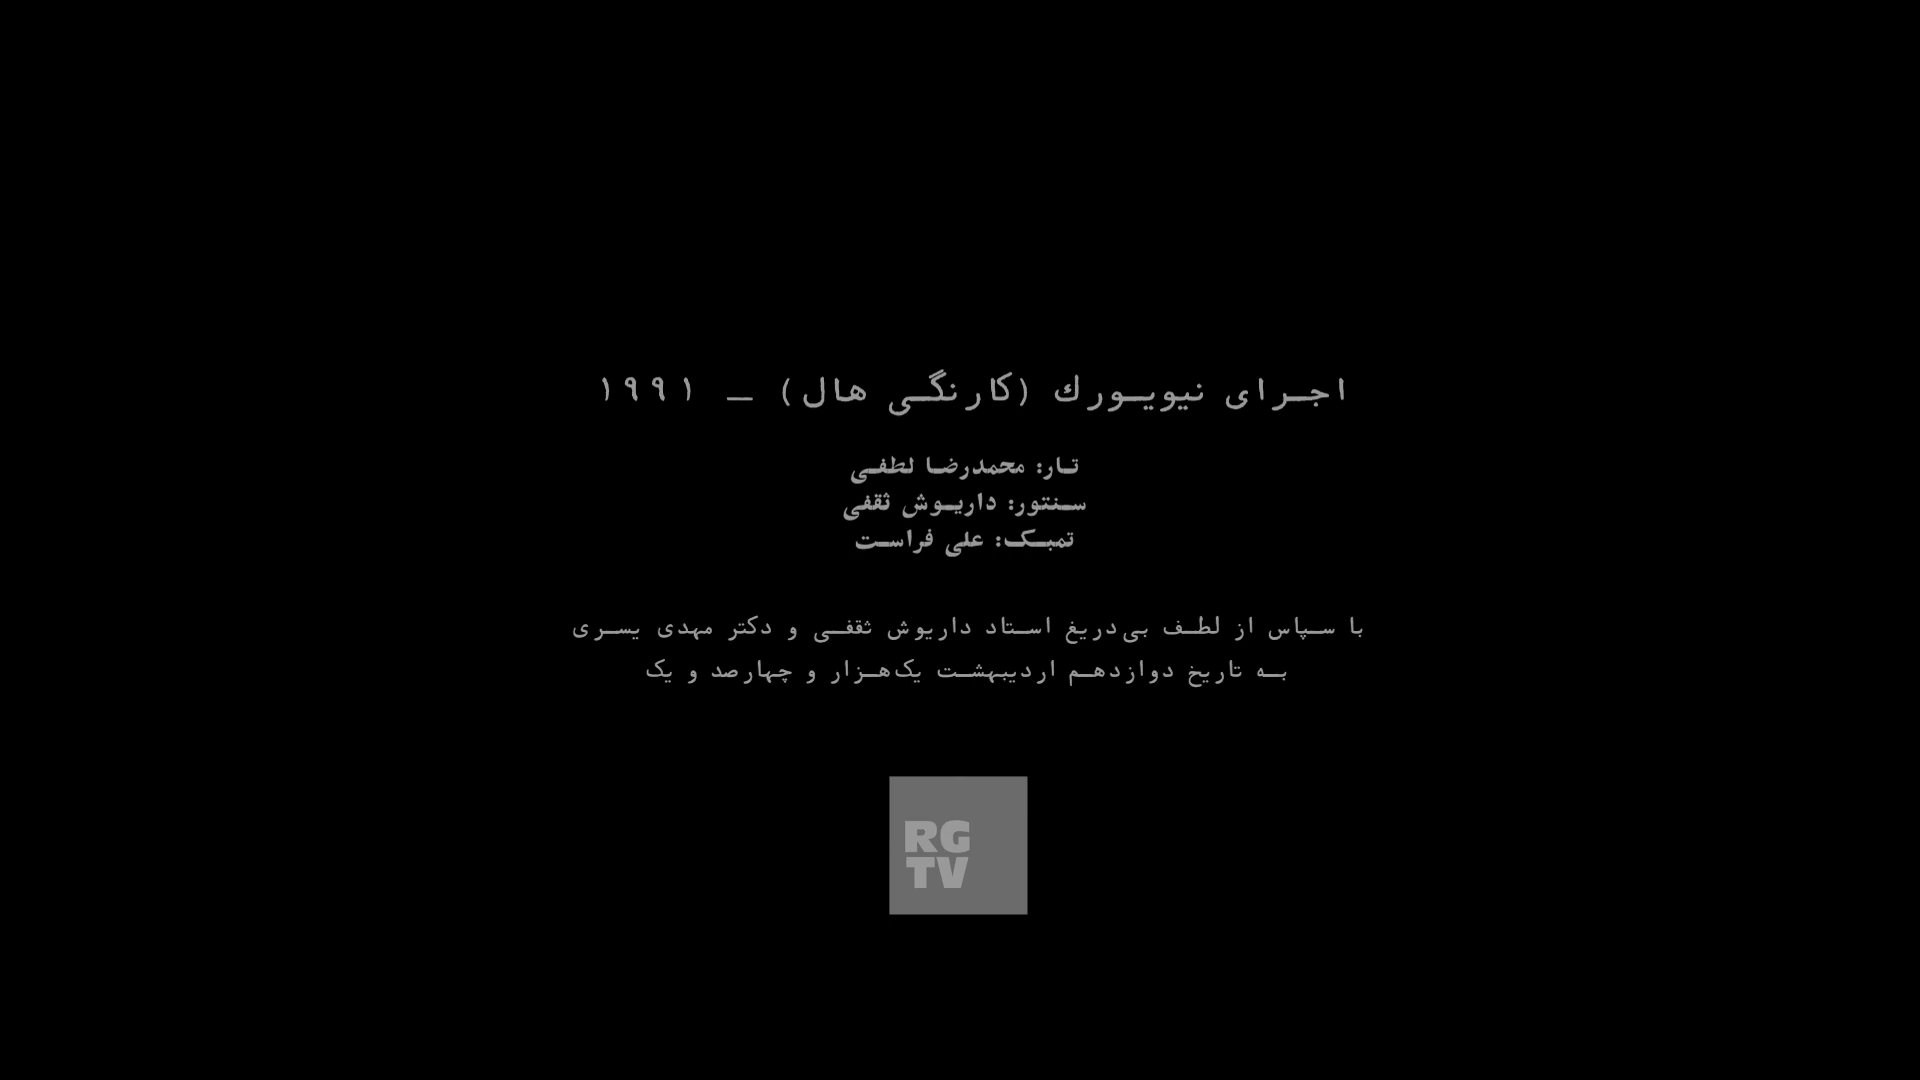 اجرای نیویورك (کارنگی هال) – ۱۹۹۱
تار: محمدرضا لطفی
سنتور: داریوش ثقفی
تمبک: علی فراست
با سپاس از لطف بی‌دریغ استاد داریوش ثقفی و دکتر مهدی یسری
به تاریخ دوازدهم اردیبهشت یک‌هزار و چهارصد و یک
RG
TV